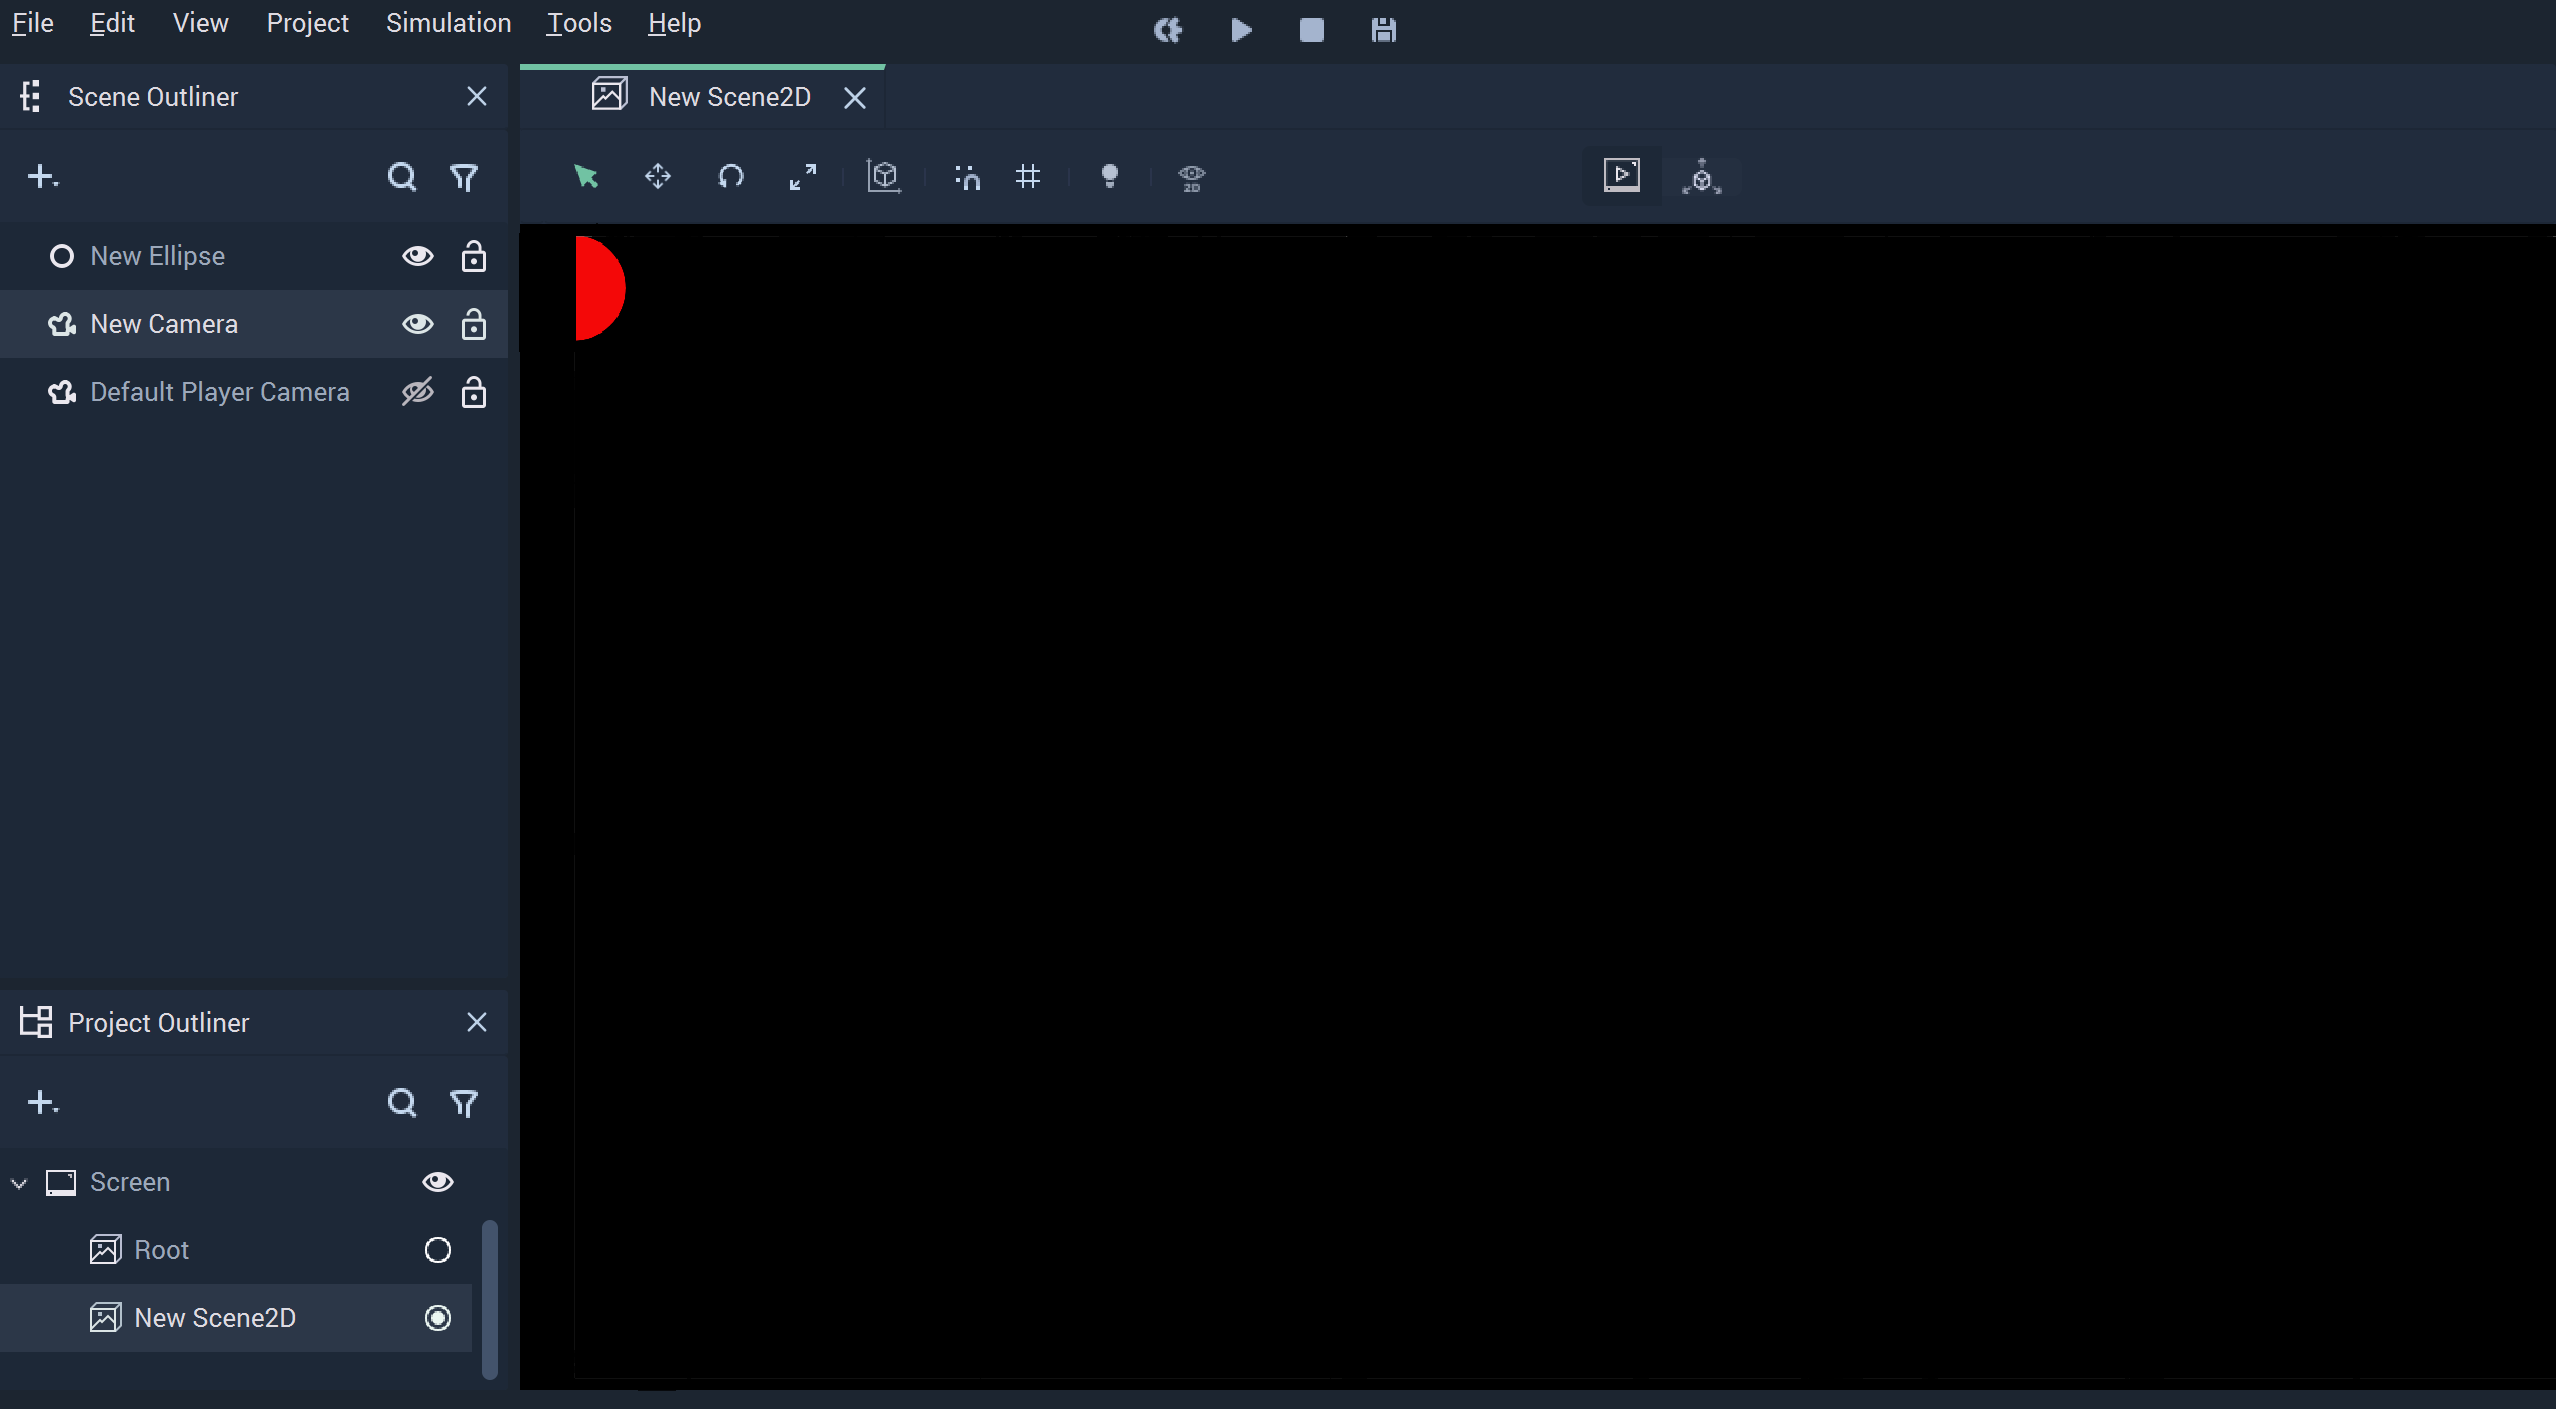 File Edit View Project Simulation Tools Help
Scene Outliner
New Scene2D
2D
New Ellipse
New Camera
Default Player Camera
Project Outliner
Screen
Root
New Scene2D